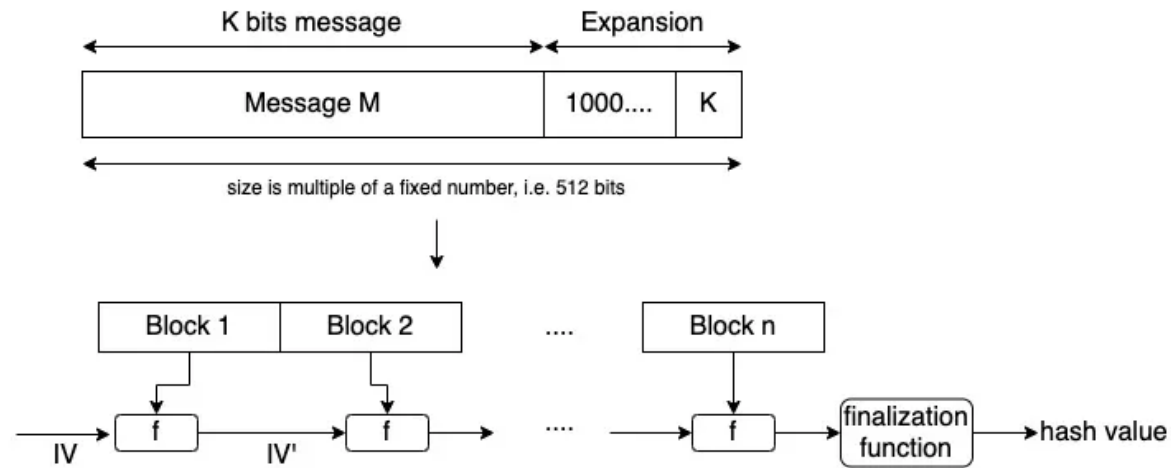 K bits message
Expansion
Message M
1000....
K
size is multiple of a fixed number, i.e. 512 bits
Block 1
Block 2
....
Block n
f
f
....
f
finalization
function
hash value
IV
IV'